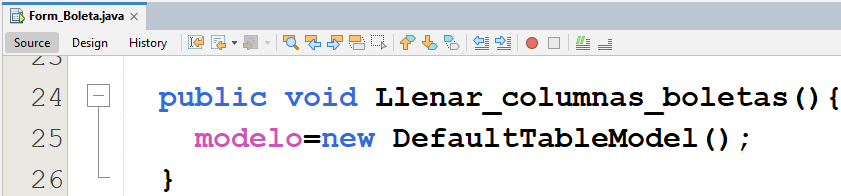 Form_Boleta.java
Source Design History
23
24 public void Llenar_columnas_boletas(){
25 modelo=new DefaultTableModel();
26 }